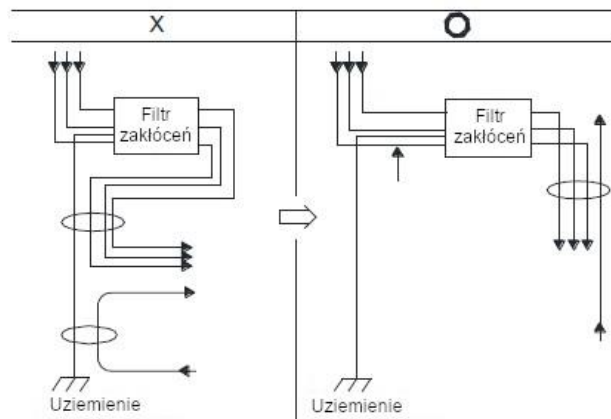 X
Filtr
zakłóceń
Uziemienie
Filtr
zakłóceń
Uziemienie